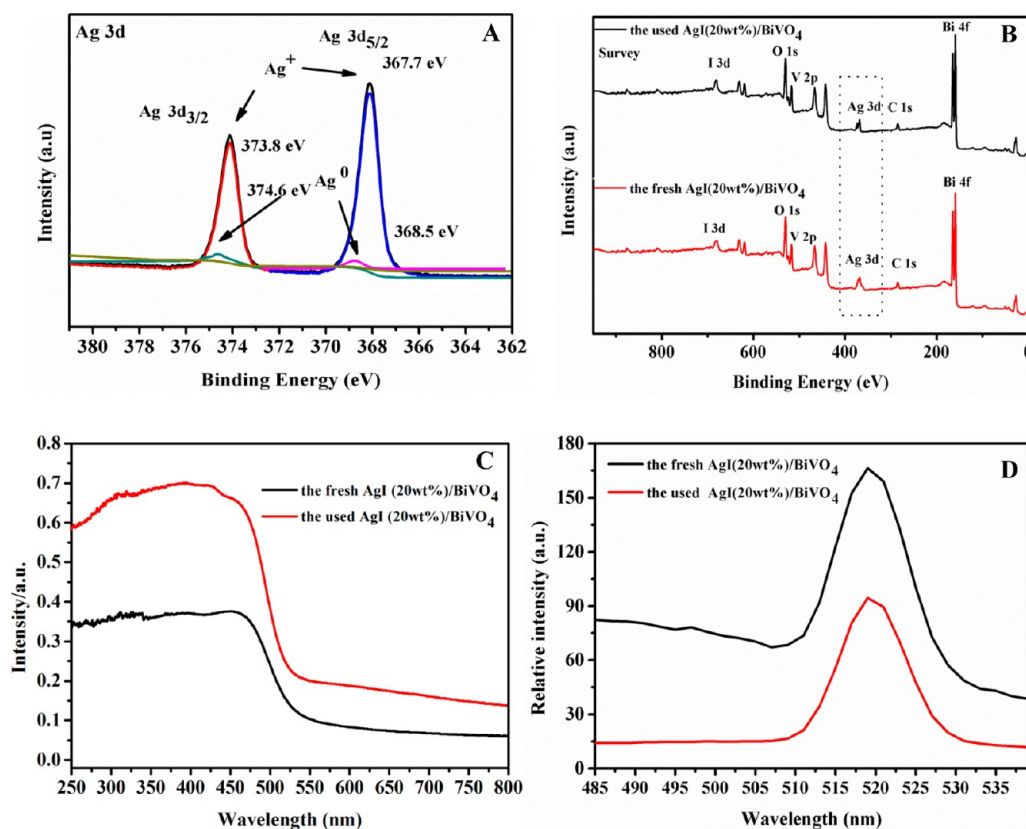 Ag 3d
A
Ag 3d5/2
Ag+
367.7 eV
Ag 3d3/2
373.8 eV
374.6 eV
Ag0
368.5 eV
Intensity (a.u)
380 378 376 374 372 370 368 366 364 362
Binding Energy (eV)
B
the used AgI(20wt%)/BiVO4
Survey
Bi 4f
O 1s
I 3d
V 2p
Ag 3d
C 1s
the fresh AgI(20wt%)/BiVO4
Bi 4f
O 1s
I 3d
V 2p
Ag 3d
C 1s
Intensity (a.u)
800 600 400 200 0
Binding Energy (eV)
C
0.8
0.7
0.6
0.5
0.4
0.3
0.2
0.1
0.0
the fresh AgI (20wt%)/BiVO4
the used AgI (20wt%)/BiVO4
Intensity/a.u.
250 300 350 400 450 500 550 600 650 700 750 800
Wavelength (nm)
D
180
150
120
90
60
30
0
the fresh AgI(20wt%)/BiVO4
the used AgI(20wt%)/BiVO4
Relative intensity (a.u.)
485 490 495 500 505 510 515 520 525 530 535
Wavelength (nm)